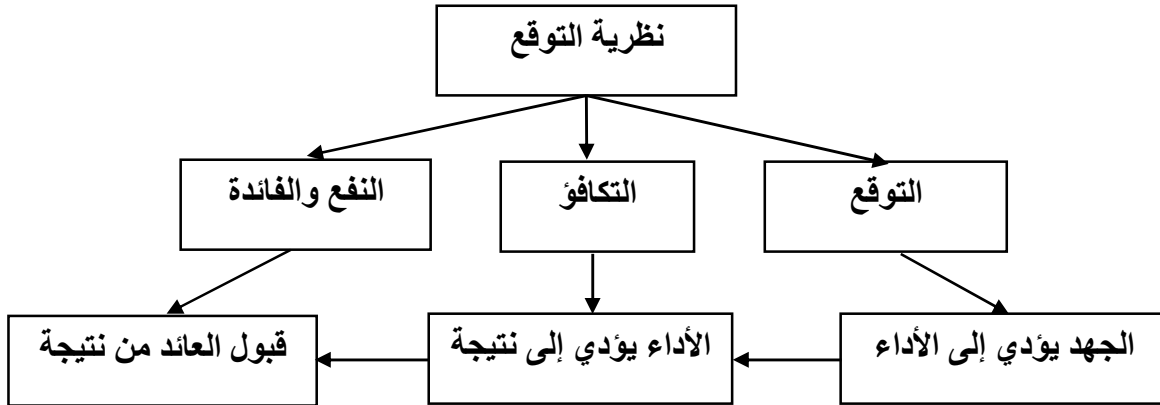 نظرية التوقع
التوقع
التكافؤ
النفع والفائدة
الجهد يؤدي إلى الأداء
الأداء يؤدي إلى نتيجة
قبول العائد من نتيجة